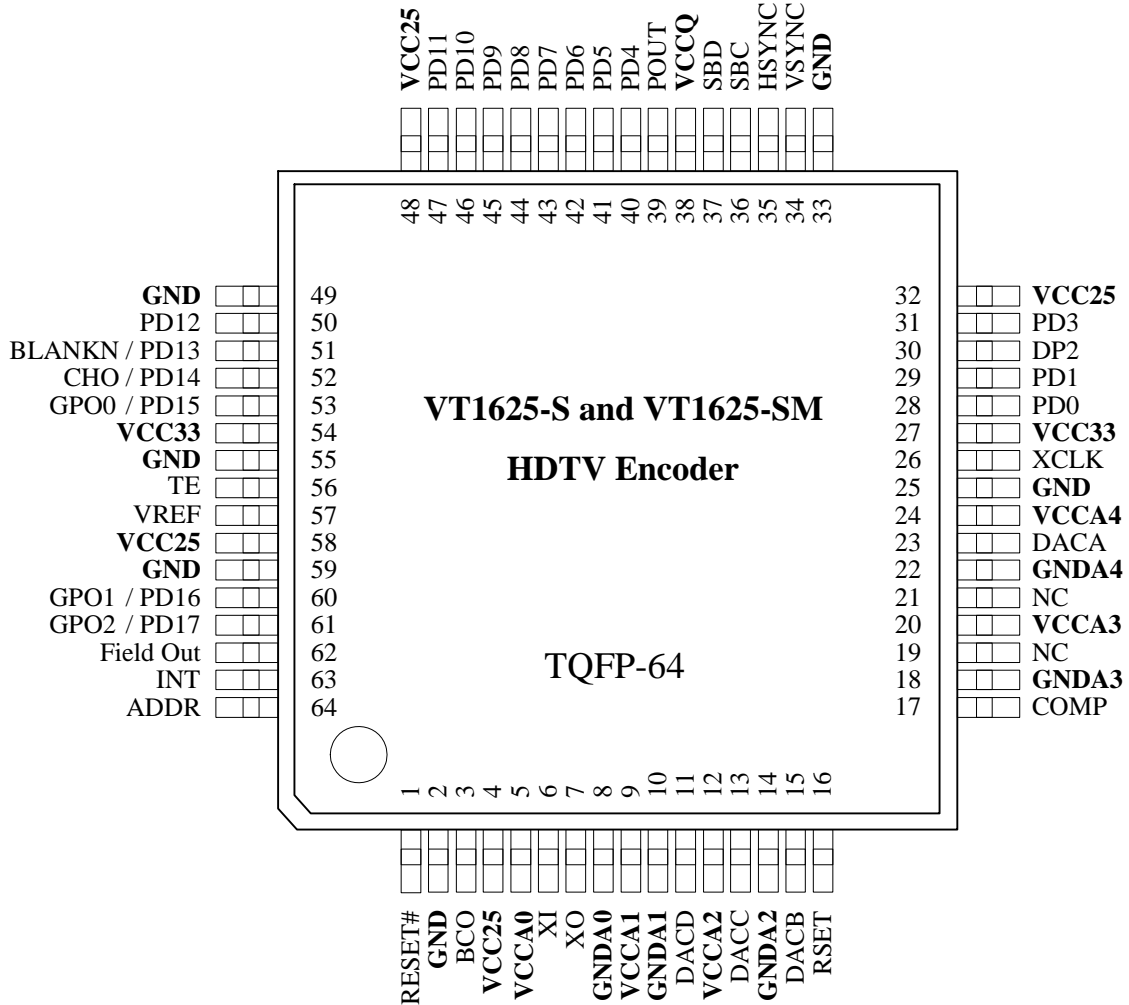 VCC25
PD11
PD10
PD9
PD8
PD7
PD6
PD5
PD4
POUT
VCCQ
SBD
SBC
HSYNC
VSYNC
GND
48
47
46
45
44
43
42
41
40
39
38
37
36
35
34
33
GND 49
PD12 50
BLANKN / PD13 51
CHO / PD14 52
GPO0 / PD15 53
VCC33 54
GND 55
TE 56
VREF 57
VCC25 58
GND 59
GPO1 / PD16 60
GPO2 / PD17 61
Field Out 62
INT 63
ADDR 64
VT1625-S and VT1625-SM
HDTV Encoder
TQFP-64
32 VCC25
31 PD3
30 DP2
29 PD1
28 PD0
27 VCC33
26 XCLK
25 GND
24 VCCA4
23 DACA
22 GNDA4
21 NC
20 VCCA3
19 NC
18 GNDA3
17 COMP
1
2
3
4
5
6
7
8
9
10
11
12
13
14
15
16
RESET#
GND
BCO
VCC25
VCCA0
XI
XO
GNDA0
VCCA1
GNDA1
DACD
VCCA2
DACC
GNDA2
DACB
RSET